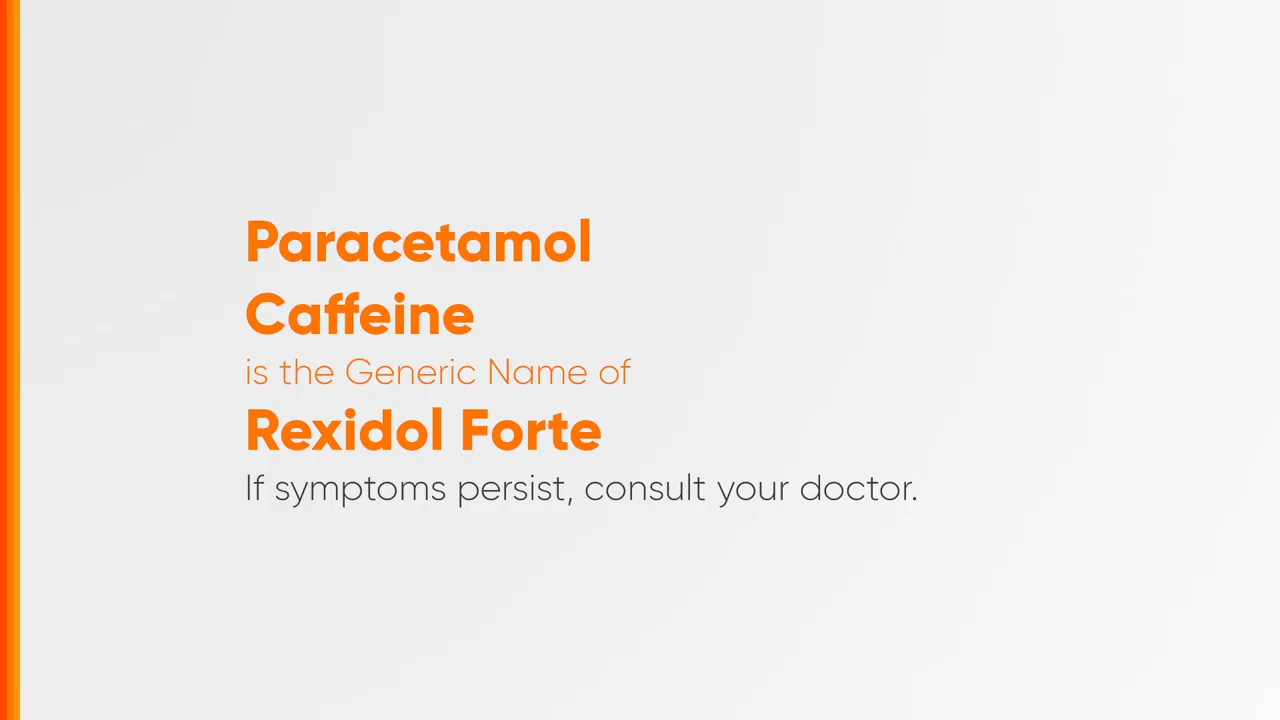 Paracetamol
Caffeine
is the Generic Name of
Rexidol Forte
If symptoms persist, consult your doctor.